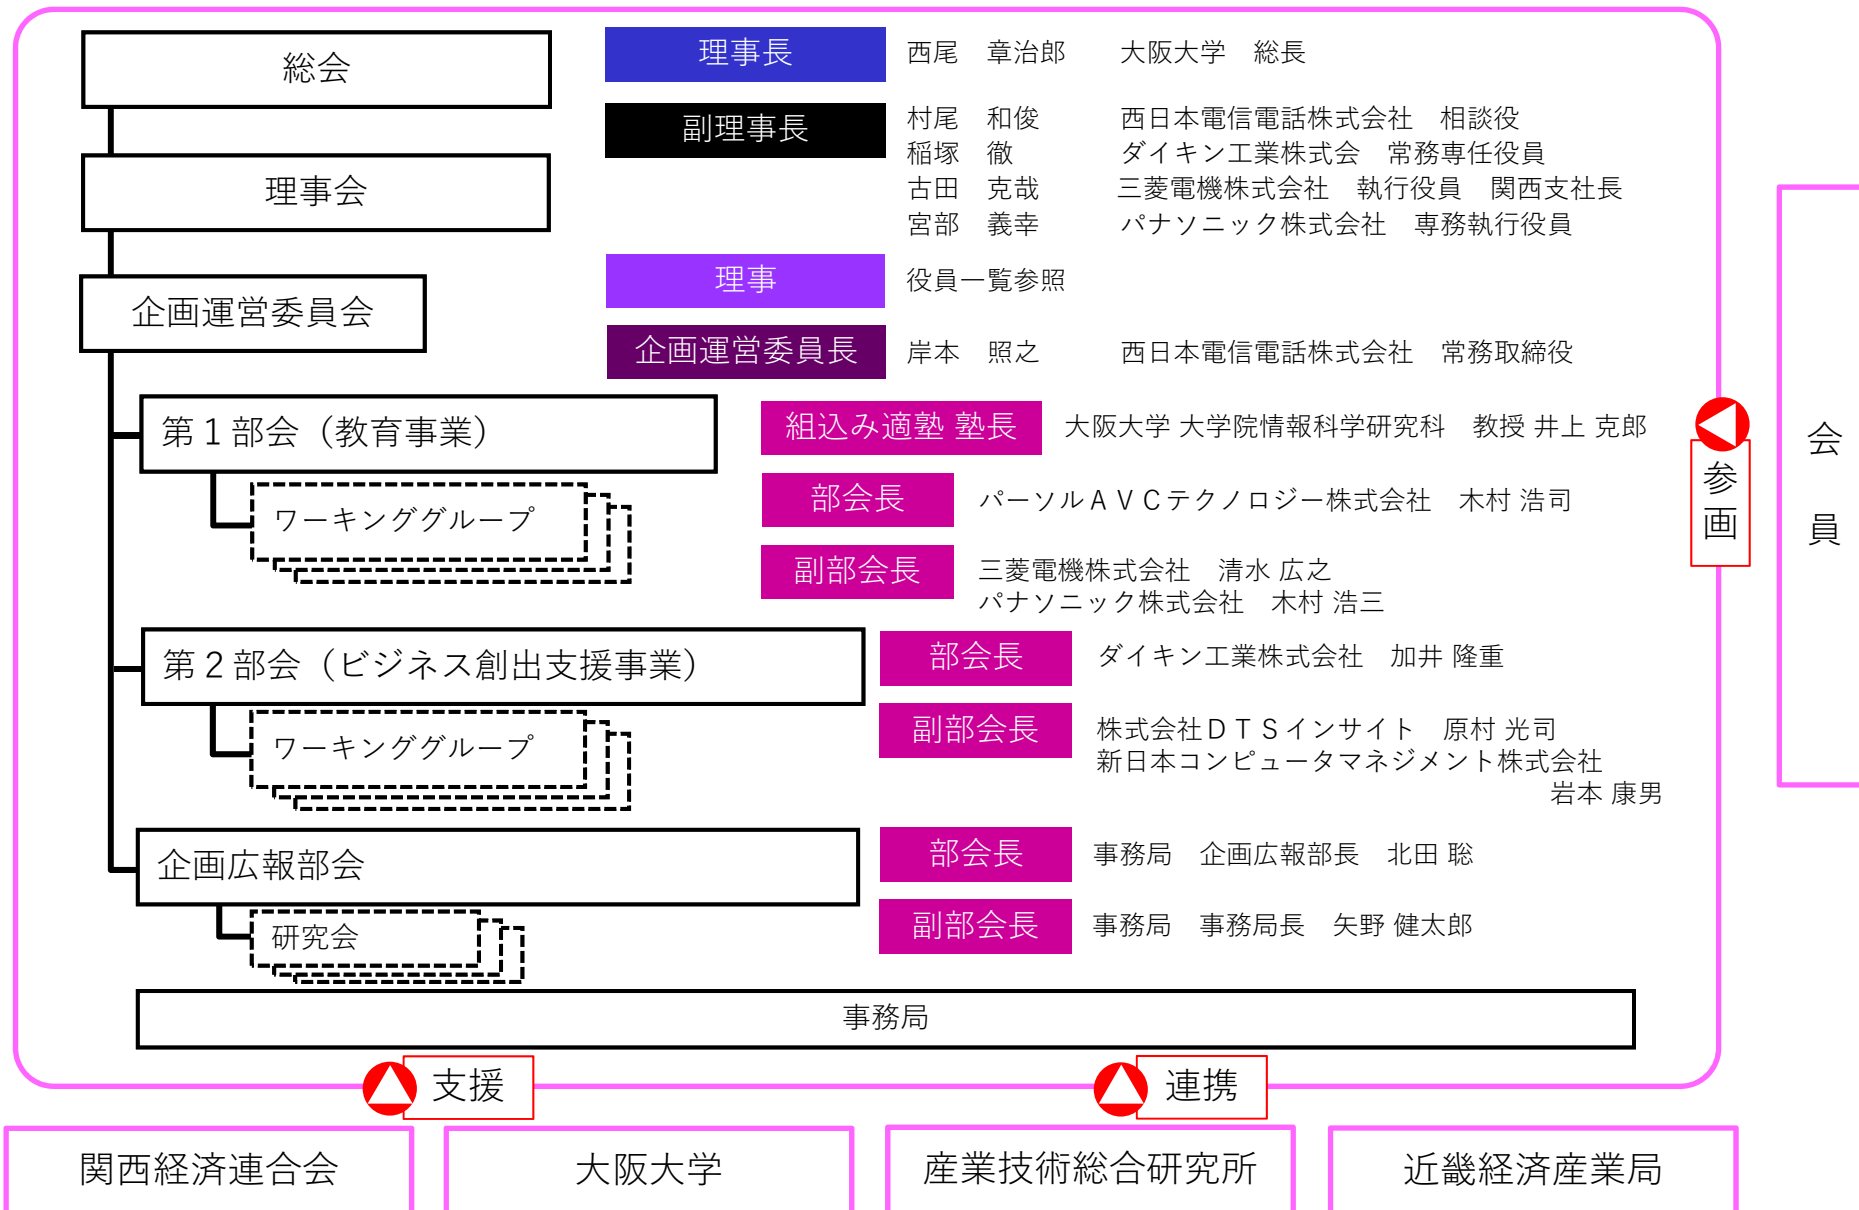 総会
理事長 西尾 章治郎 大阪大学 総長
副理事長 村尾 和俊 西日本電信電話株式会社 相談役
稲塚 徹 ダイキン工業株式会 常務専任役員
理事会
古田 克哉 三菱電機株式会社 執行役員 関西支社長
宮部 義幸 パナソニック株式会社 専務執行役員
理事 役員一覧参照
企画運営委員会
企画運営委員長 岸本 照之 西日本電信電話株式会社 常務取締役
第1部会（教育事業）
組込み適塾 塾長 大阪大学 大学院情報科学研究科 教授 井上 克郎
ワーキンググループ
部会長 パーソルAVCテクノロジー株式会社 木村 浩司
副部会長 三菱電機株式会社 清水 広之
パナソニック株式会社 木村 浩三
第2部会（ビジネス創出支援事業）
部会長 ダイキン工業株式会社 加井 隆重
ワーキンググループ
副部会長 株式会社DTSインサイト 原村 光司
新日本コンピュータマネジメント株式会社
岩本 康男
企画広報部会
部会長 事務局 企画広報部長 北田 聡
研究会
副部会長 事務局 事務局長 矢野 健太郎
事務局
参画
会員
支援
連携
関西経済連合会
大阪大学
産業技術総合研究所
近畿経済産業局